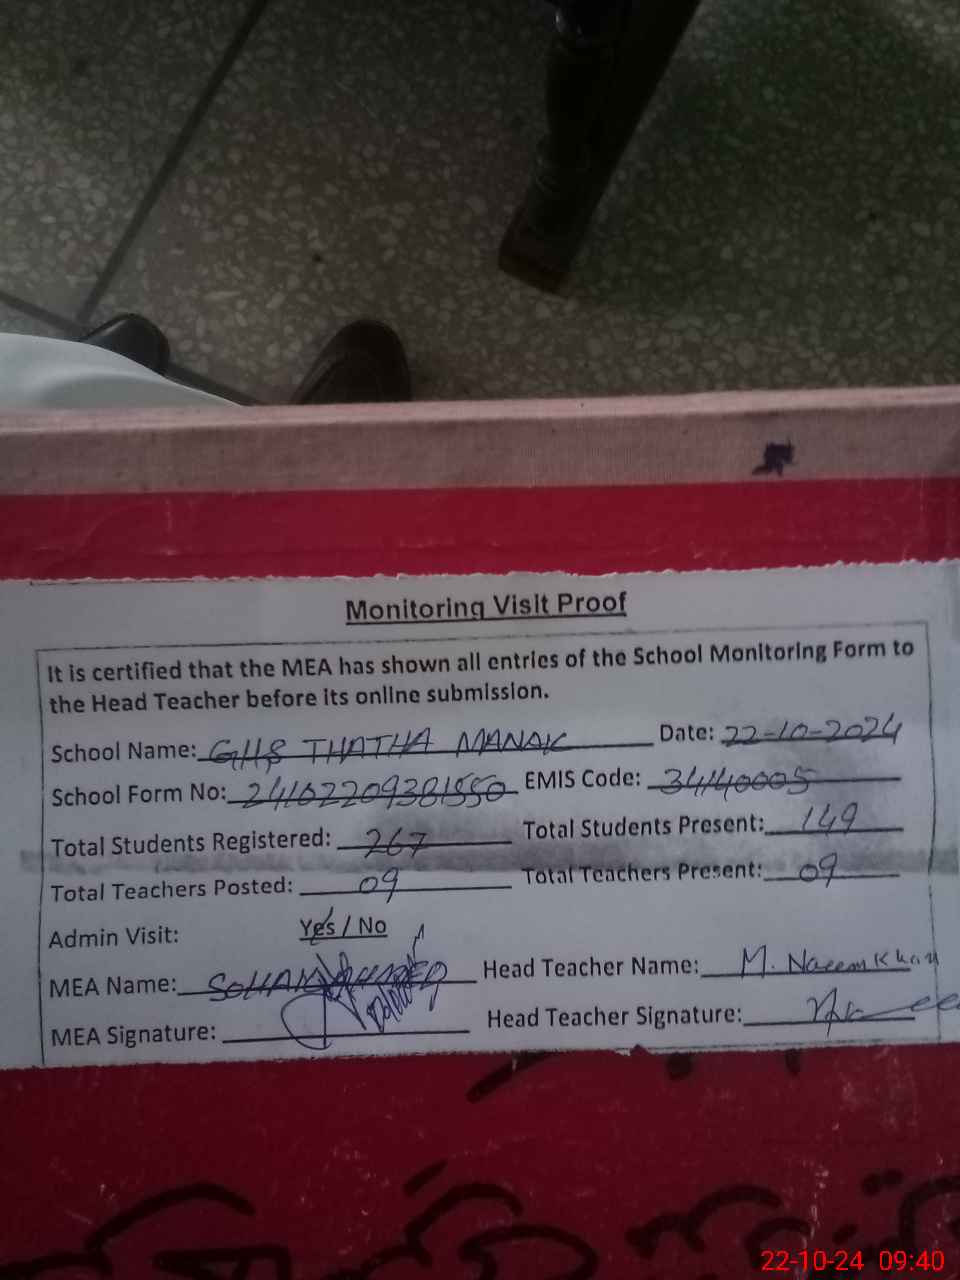 Monitoring Visit Proof
It is certified that the MEA has shown all entries of the School Monitoring Form to
the Head Teacher before its online submission.
School Name: GHS THATHA MANAK Date: 22-10-2024
School Form No: 24102209381550 EMIS Code: 34140005
Total Students Registered: 267 Total Students Present: 149
Total Teachers Posted: 09 Total Teachers Present: 09
Admin Visit: Yes / No
MEA Name: Head Teacher Name: M. Naeem Khan
MEA Signature: Head Teacher Signature:
22-10-24 09:40